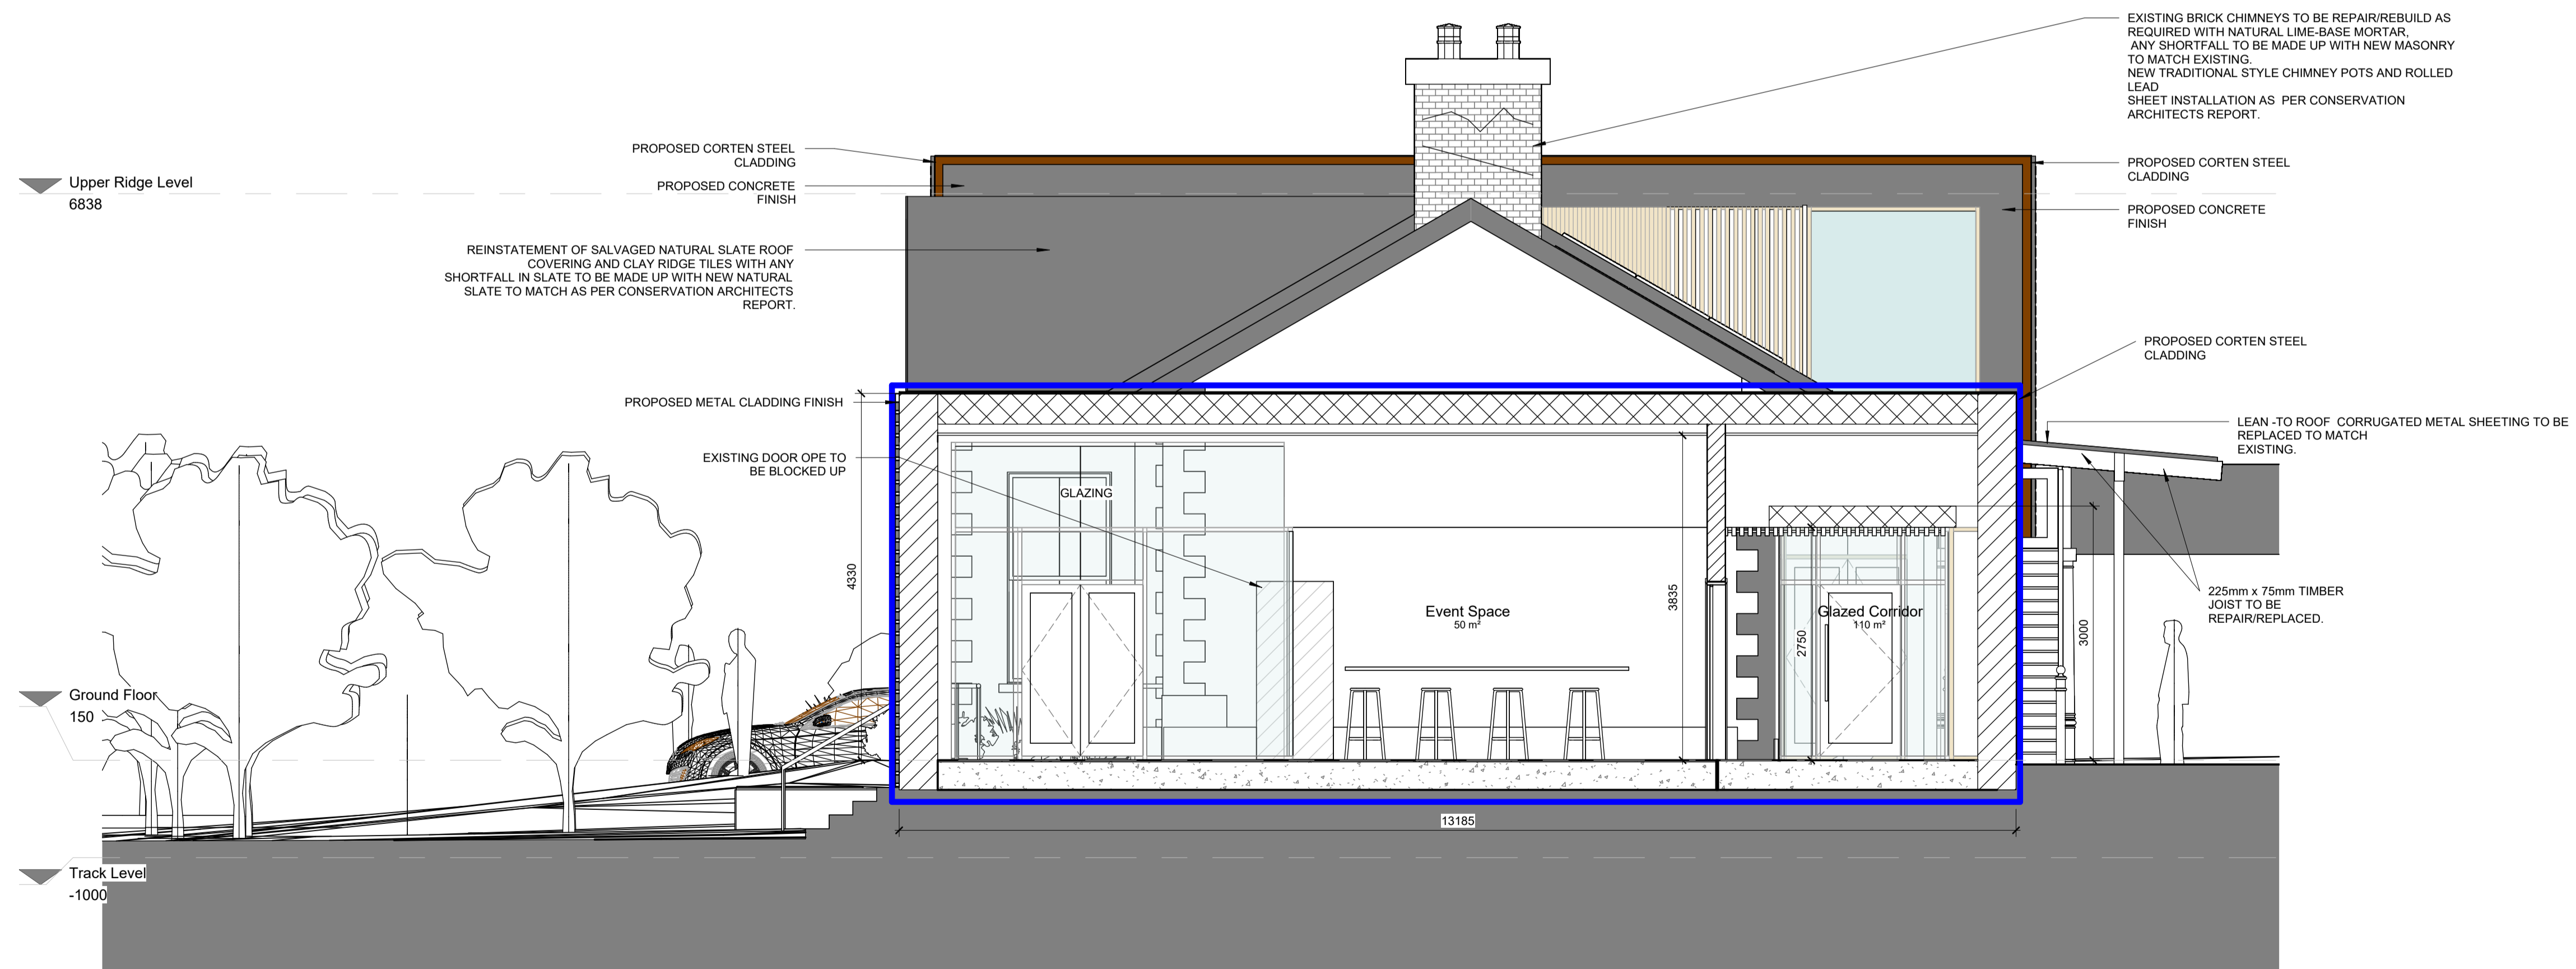 EXISTING BRICK CHIMNEYS TO BE REPAIR/REBUILD AS
REQUIRED WITH NATURAL LIME-BASE MORTAR,
ANY SHORTFALL TO BE MADE UP WITH NEW MASONRY
TO MATCH EXISTING.
NEW TRADITIONAL STYLE CHIMNEY POTS AND ROLLED
LEAD
SHEET INSTALLATION AS PER CONSERVATION
ARCHITECTS REPORT.
PROPOSED CORTEN STEEL
CLADDING
PROPOSED CONCRETE
FINISH
Upper Ridge Level
6838
PROPOSED CORTEN STEEL
CLADDING
PROPOSED CONCRETE
FINISH
REINSTATEMENT OF SALVAGED NATURAL SLATE ROOF
COVERING AND CLAY RIDGE TILES WITH ANY
SHORTFALL IN SLATE TO BE MADE UP WITH NEW NATURAL
SLATE TO MATCH AS PER CONSERVATION ARCHITECTS
REPORT.
PROPOSED CORTEN STEEL
CLADDING
PROPOSED METAL CLADDING FINISH
LEAN -TO ROOF CORRUGATED METAL SHEETING TO BE
REPLACED TO MATCH
EXISTING.
EXISTING DOOR OPE TO
BE BLOCKED UP
GLAZING
4330
3835
Event Space
50 m²
2750
Glazed Corridor
110 m²
3000
225mm x 75mm TIMBER
JOIST TO BE
REPAIR/REPLACED.
Ground Floor
150
13185
Track Level
-1000